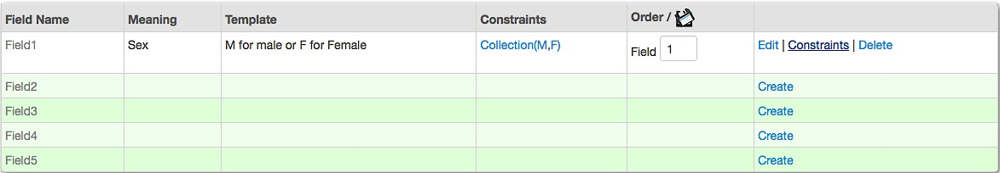 Field Name Meaning Template Constraints Order /
Field1 Sex M for male or F for Female Collection(M,F) Field 1 Edit | Constraints | Delete
Field2 Create
Field3 Create
Field4 Create
Field5 Create